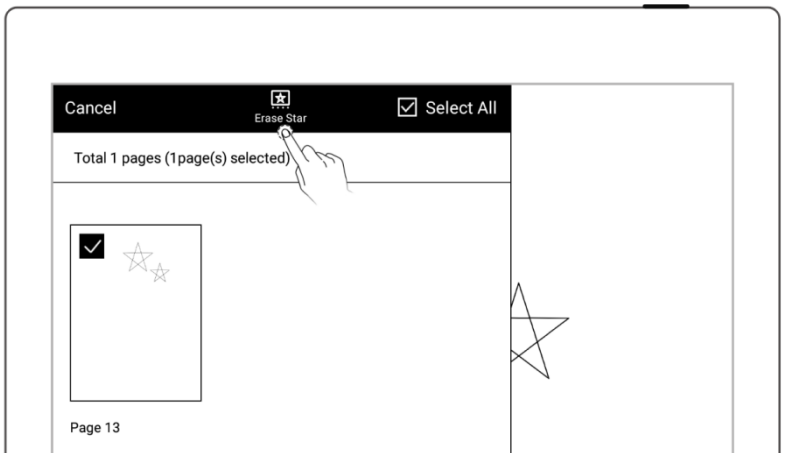 Cancel
Erase Star
Select All
Total 1 pages (1page(s) selected)
Page 13